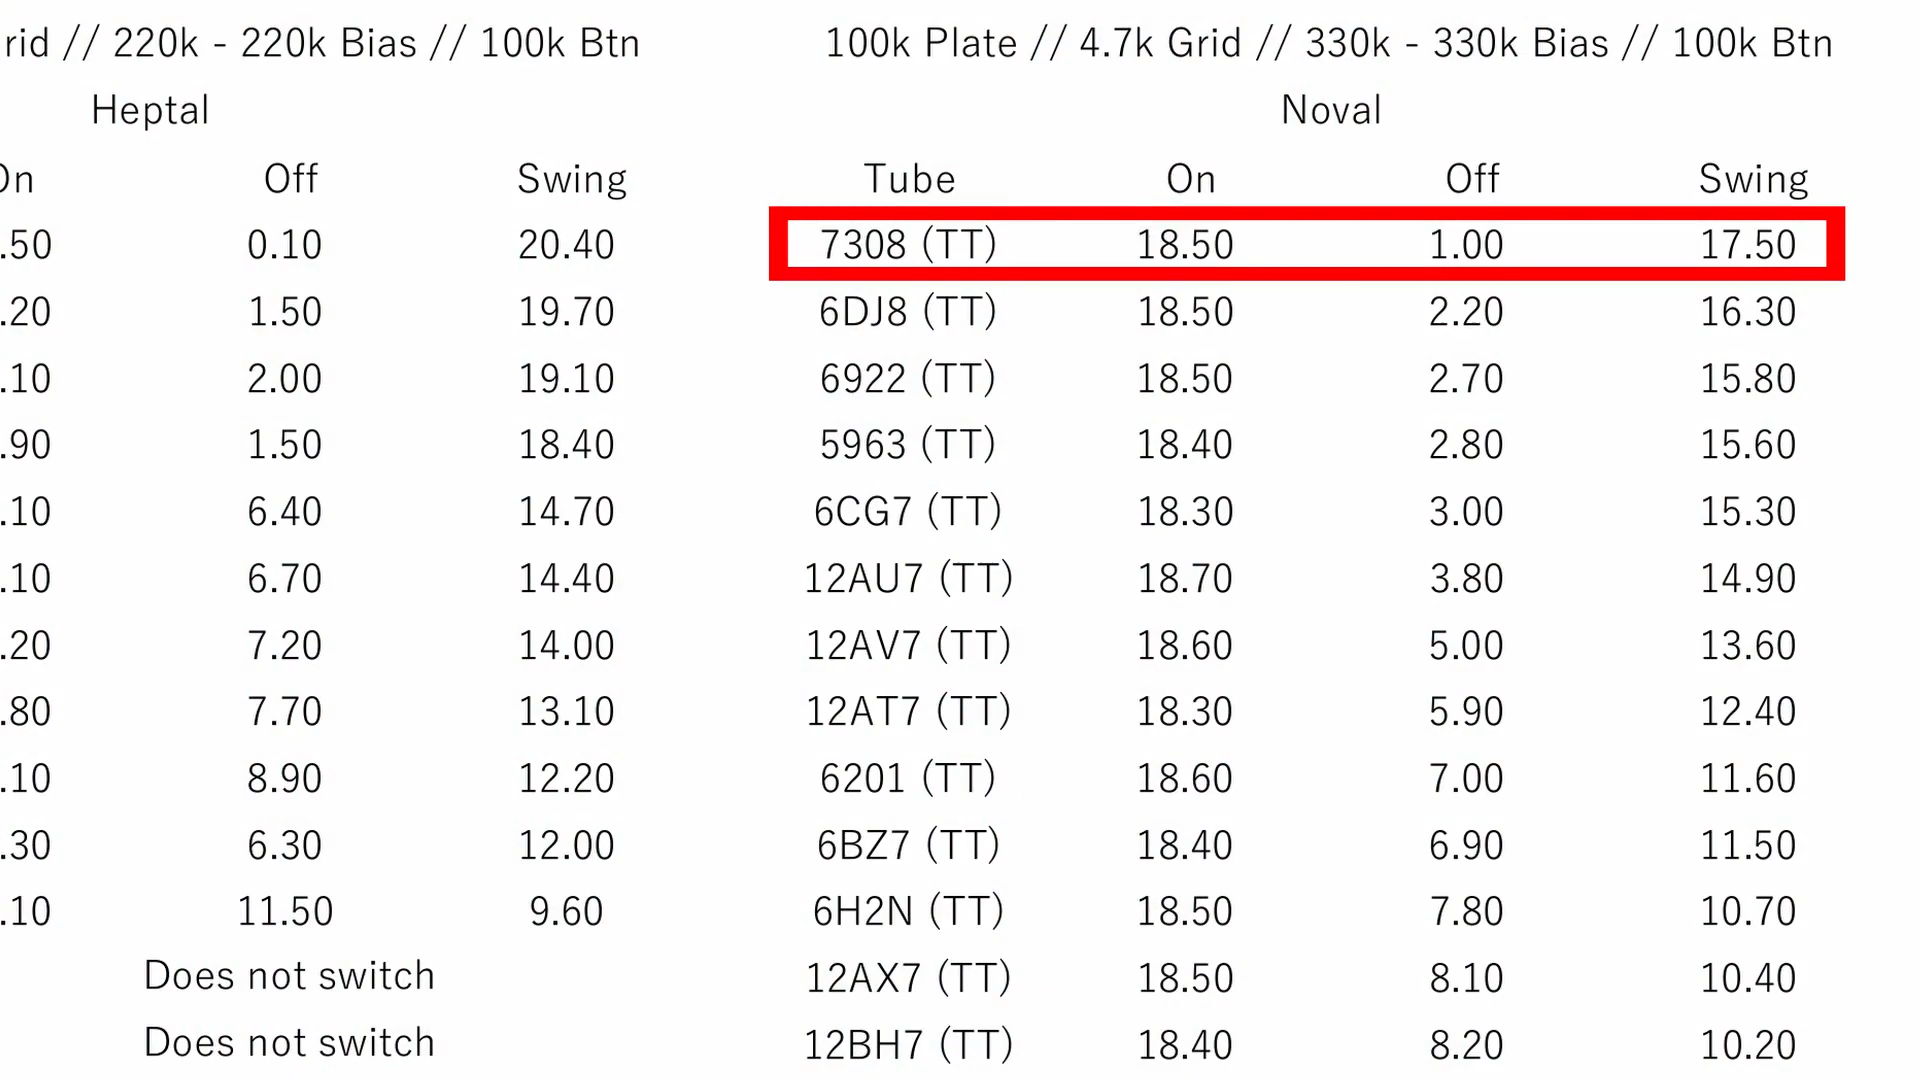 rid // 220k - 220k Bias // 100k Btn 100k Plate // 4.7k Grid // 330k - 330k Bias // 100k Btn
Heptal Noval
On Off Swing Tube On Off Swing
.50 0.10 20.40 7308 (TT) 18.50 1.00 17.50
.20 1.50 19.70 6DJ8 (TT) 18.50 2.20 16.30
.10 2.00 19.10 6922 (TT) 18.50 2.70 15.80
.90 1.50 18.40 5963 (TT) 18.40 2.80 15.60
.10 6.40 14.70 6CG7 (TT) 18.30 3.00 15.30
.10 6.70 14.40 12AU7 (TT) 18.70 3.80 14.90
.20 7.20 14.00 12AV7 (TT) 18.60 5.00 13.60
.80 7.70 13.10 12AT7 (TT) 18.30 5.90 12.40
.10 8.90 12.20 6201 (TT) 18.60 7.00 11.60
.30 6.30 12.00 6BZ7 (TT) 18.40 6.90 11.50
.10 11.50 9.60 6H2N (TT) 18.50 7.80 10.70
Does not switch 12AX7 (TT) 18.50 8.10 10.40
Does not switch 12BH7 (TT) 18.40 8.20 10.20